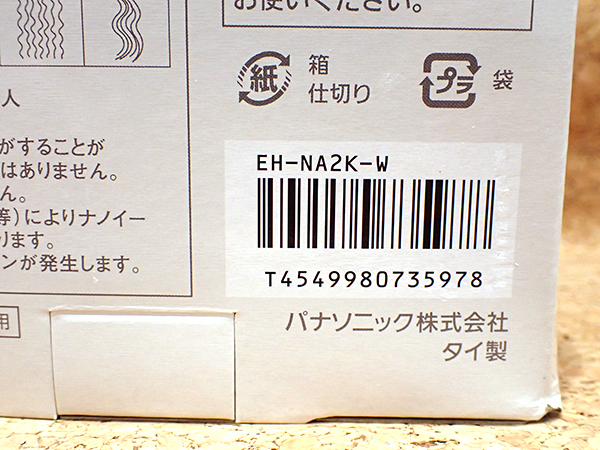 お使いください。
紙
箱
仕切り
プラ
袋
人
がすることが
はありません。
ん。
等)によりナノイー
ります。
ンが発生します。
用
EH-NA2K-W
T4549980735978
パナソニック株式会社
タイ製